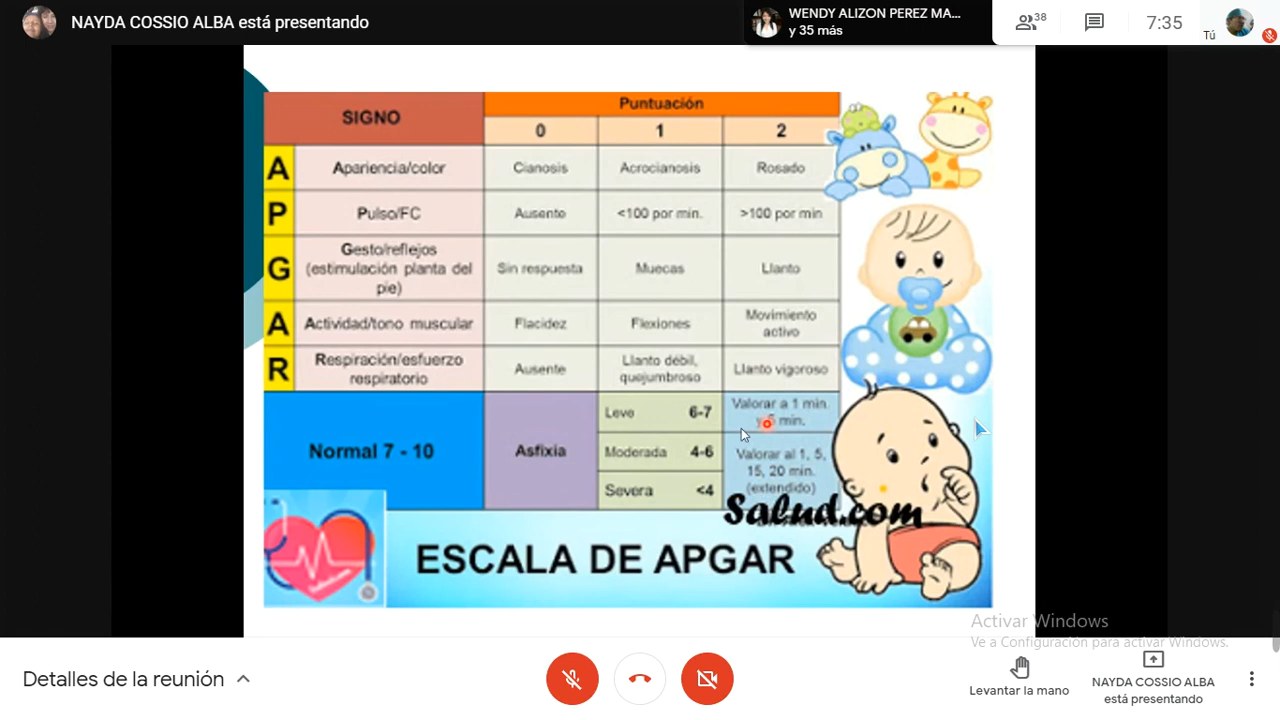 NAYDA COSSIO ALBA está presentando
WENDY ALIZON PEREZ MA...
y 35 más
38
7:35
Tú
SIGNO
Puntuación
0 1 2
A Apariencia/color Cianosis Acrocianosis Rosado
P Pulso/FC Ausente <100 por min. >100 por min
G Gesto/reflejos
(estimulación planta del
pie) Sin respuesta Muecas Llanto
A Actividad/tono muscular Flacidez Flexiones Movimiento
activo
R Respiración/esfuerzo
respiratorio Ausente Llanto débil,
quejumbroso Llanto vigoroso
Normal 7 - 10
Asfixia
Leve 6-7
Moderada 4-6
Severa <4
Valorar a 1 min.
y 5 min.
Valorar al 1, 5,
15, 20 min.
(extendido)
Salud.com
ESCALA DE APGAR
Activar Windows
Ve a Configuración para activar Windows.
Detalles de la reunión
Levantar la mano
NAYDA COSSIO ALBA
está presentando